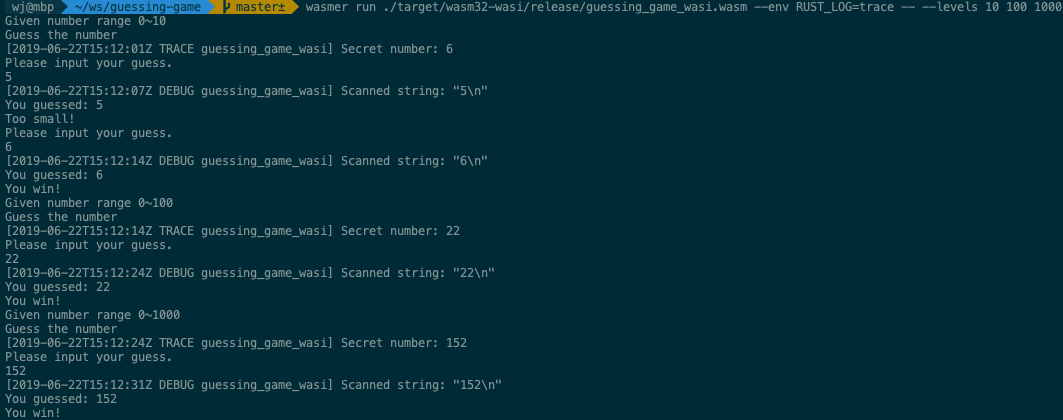 wj@mbp ~/ws/guessing-game master± wasmer run ./target/wasm32-wasi/release/guessing_game_wasi.wasm --env RUST_LOG=trace -- --levels 10 100 1000
Given number range 0~10
Guess the number
[2019-06-22T15:12:01Z TRACE guessing_game_wasi] Secret number: 6
Please input your guess.
5
[2019-06-22T15:12:07Z DEBUG guessing_game_wasi] Scanned string: "5\n"
You guessed: 5
Too small!
Please input your guess.
6
[2019-06-22T15:12:14Z DEBUG guessing_game_wasi] Scanned string: "6\n"
You guessed: 6
You win!
Given number range 0~100
Guess the number
[2019-06-22T15:12:14Z TRACE guessing_game_wasi] Secret number: 22
Please input your guess.
22
[2019-06-22T15:12:24Z DEBUG guessing_game_wasi] Scanned string: "22\n"
You guessed: 22
You win!
Given number range 0~1000
Guess the number
[2019-06-22T15:12:24Z TRACE guessing_game_wasi] Secret number: 152
Please input your guess.
152
[2019-06-22T15:12:31Z DEBUG guessing_game_wasi] Scanned string: "152\n"
You guessed: 152
You win!